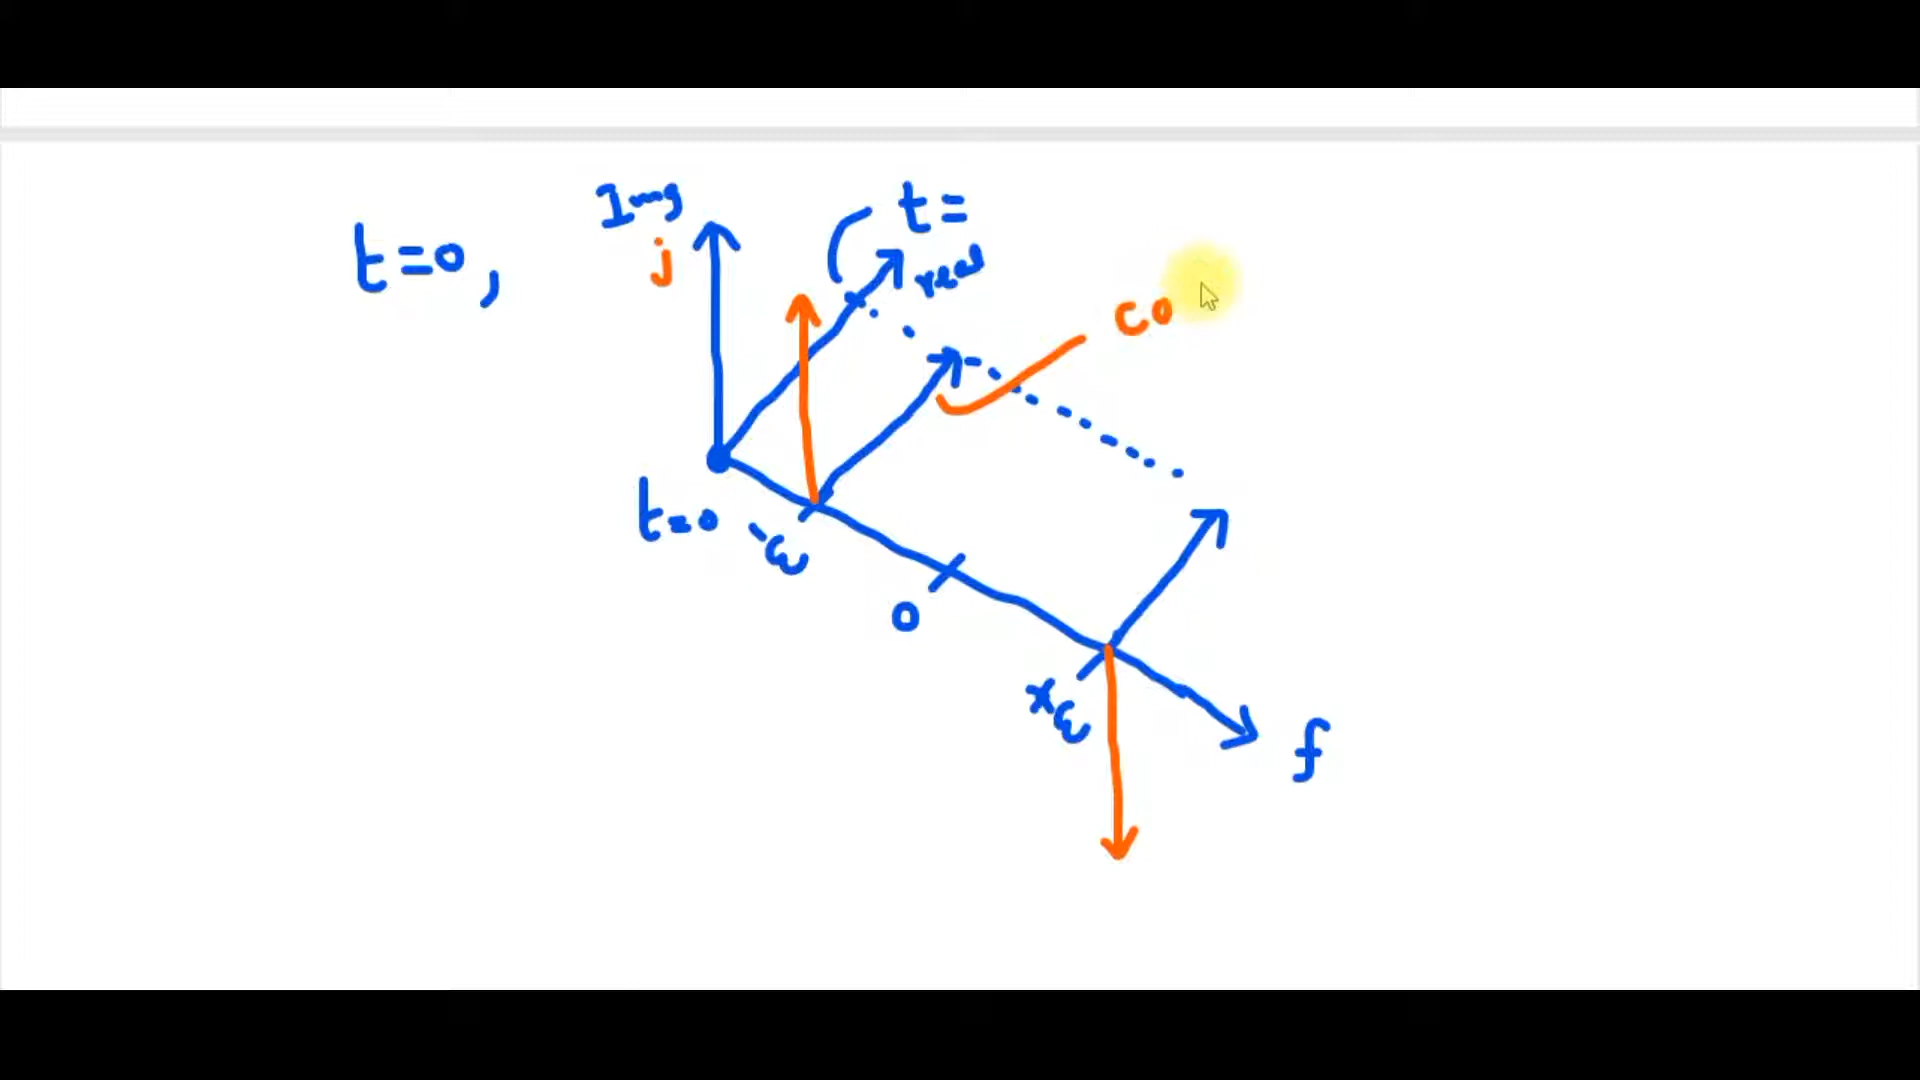 Img
t=
t=0,
j
real
co
t=0
-ω
0
xω
f